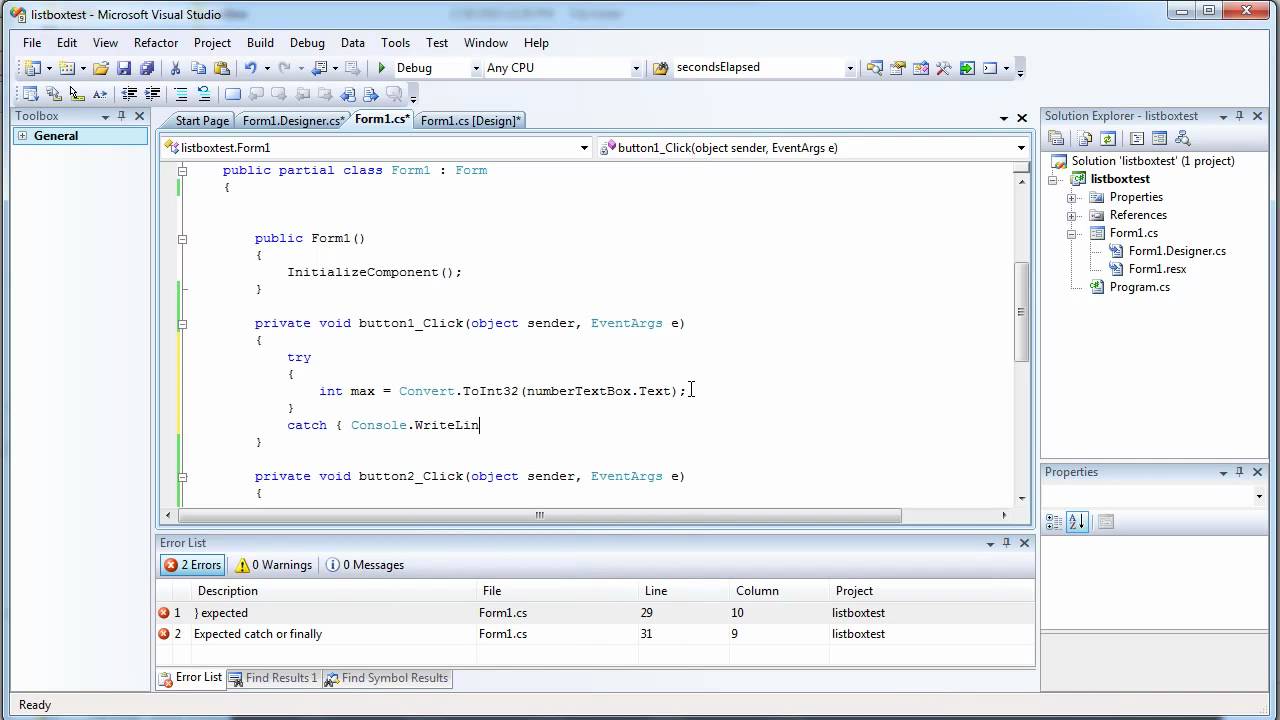 listboxtest - Microsoft Visual Studio
File Edit View Refactor Project Build Debug Data Tools Test Window Help
Debug Any CPU secondsElapsed
Toolbox
General
Start Page Form1.Designer.cs* Form1.cs* Form1.cs [Design]*
listboxtest.Form1 button1_Click(object sender, EventArgs e)
public partial class Form1 : Form
{
public Form1()
{
InitializeComponent();
}
private void button1_Click(object sender, EventArgs e)
{
try
{
int max = Convert.ToInt32(numberTextBox.Text);
}
catch { Console.WriteLin
}
private void button2_Click(object sender, EventArgs e)
{
Solution Explorer - listboxtest
Solution 'listboxtest' (1 project)
listboxtest
Properties
References
Form1.cs
Form1.Designer.cs
Form1.resx
Program.cs
Properties
Error List
2 Errors 0 Warnings 0 Messages
Description File Line Column Project
1 } expected Form1.cs 29 10 listboxtest
2 Expected catch or finally Form1.cs 31 9 listboxtest
Error List Find Results 1 Find Symbol Results
Ready